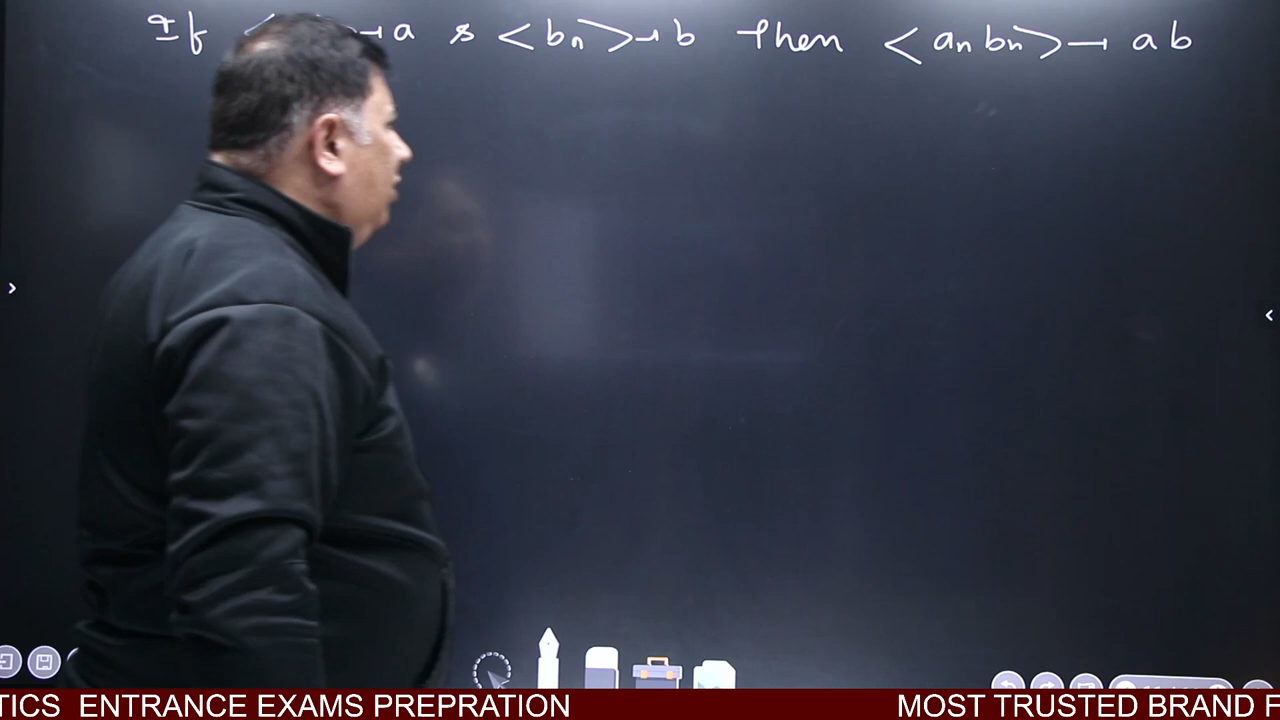 If < → a & < bn > → b then < an bn > → ab
TICS ENTRANCE EXAMS PREPRATION MOST TRUSTED BRAND F